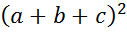 (a + b + c)²